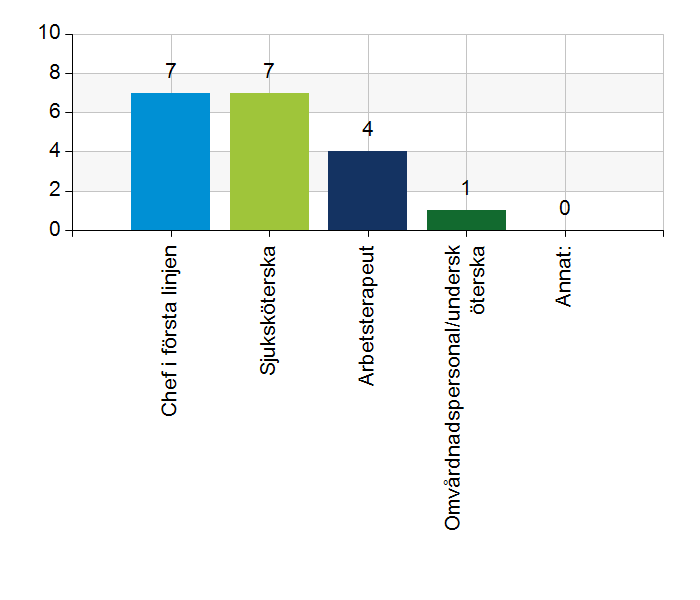 10
8
6
4
2
0
7
7
4
1
0
Chef i första linjen
Sjuksköterska
Arbetsterapeut
Omvårdnadspersonal/undersk
öterska
Annat: